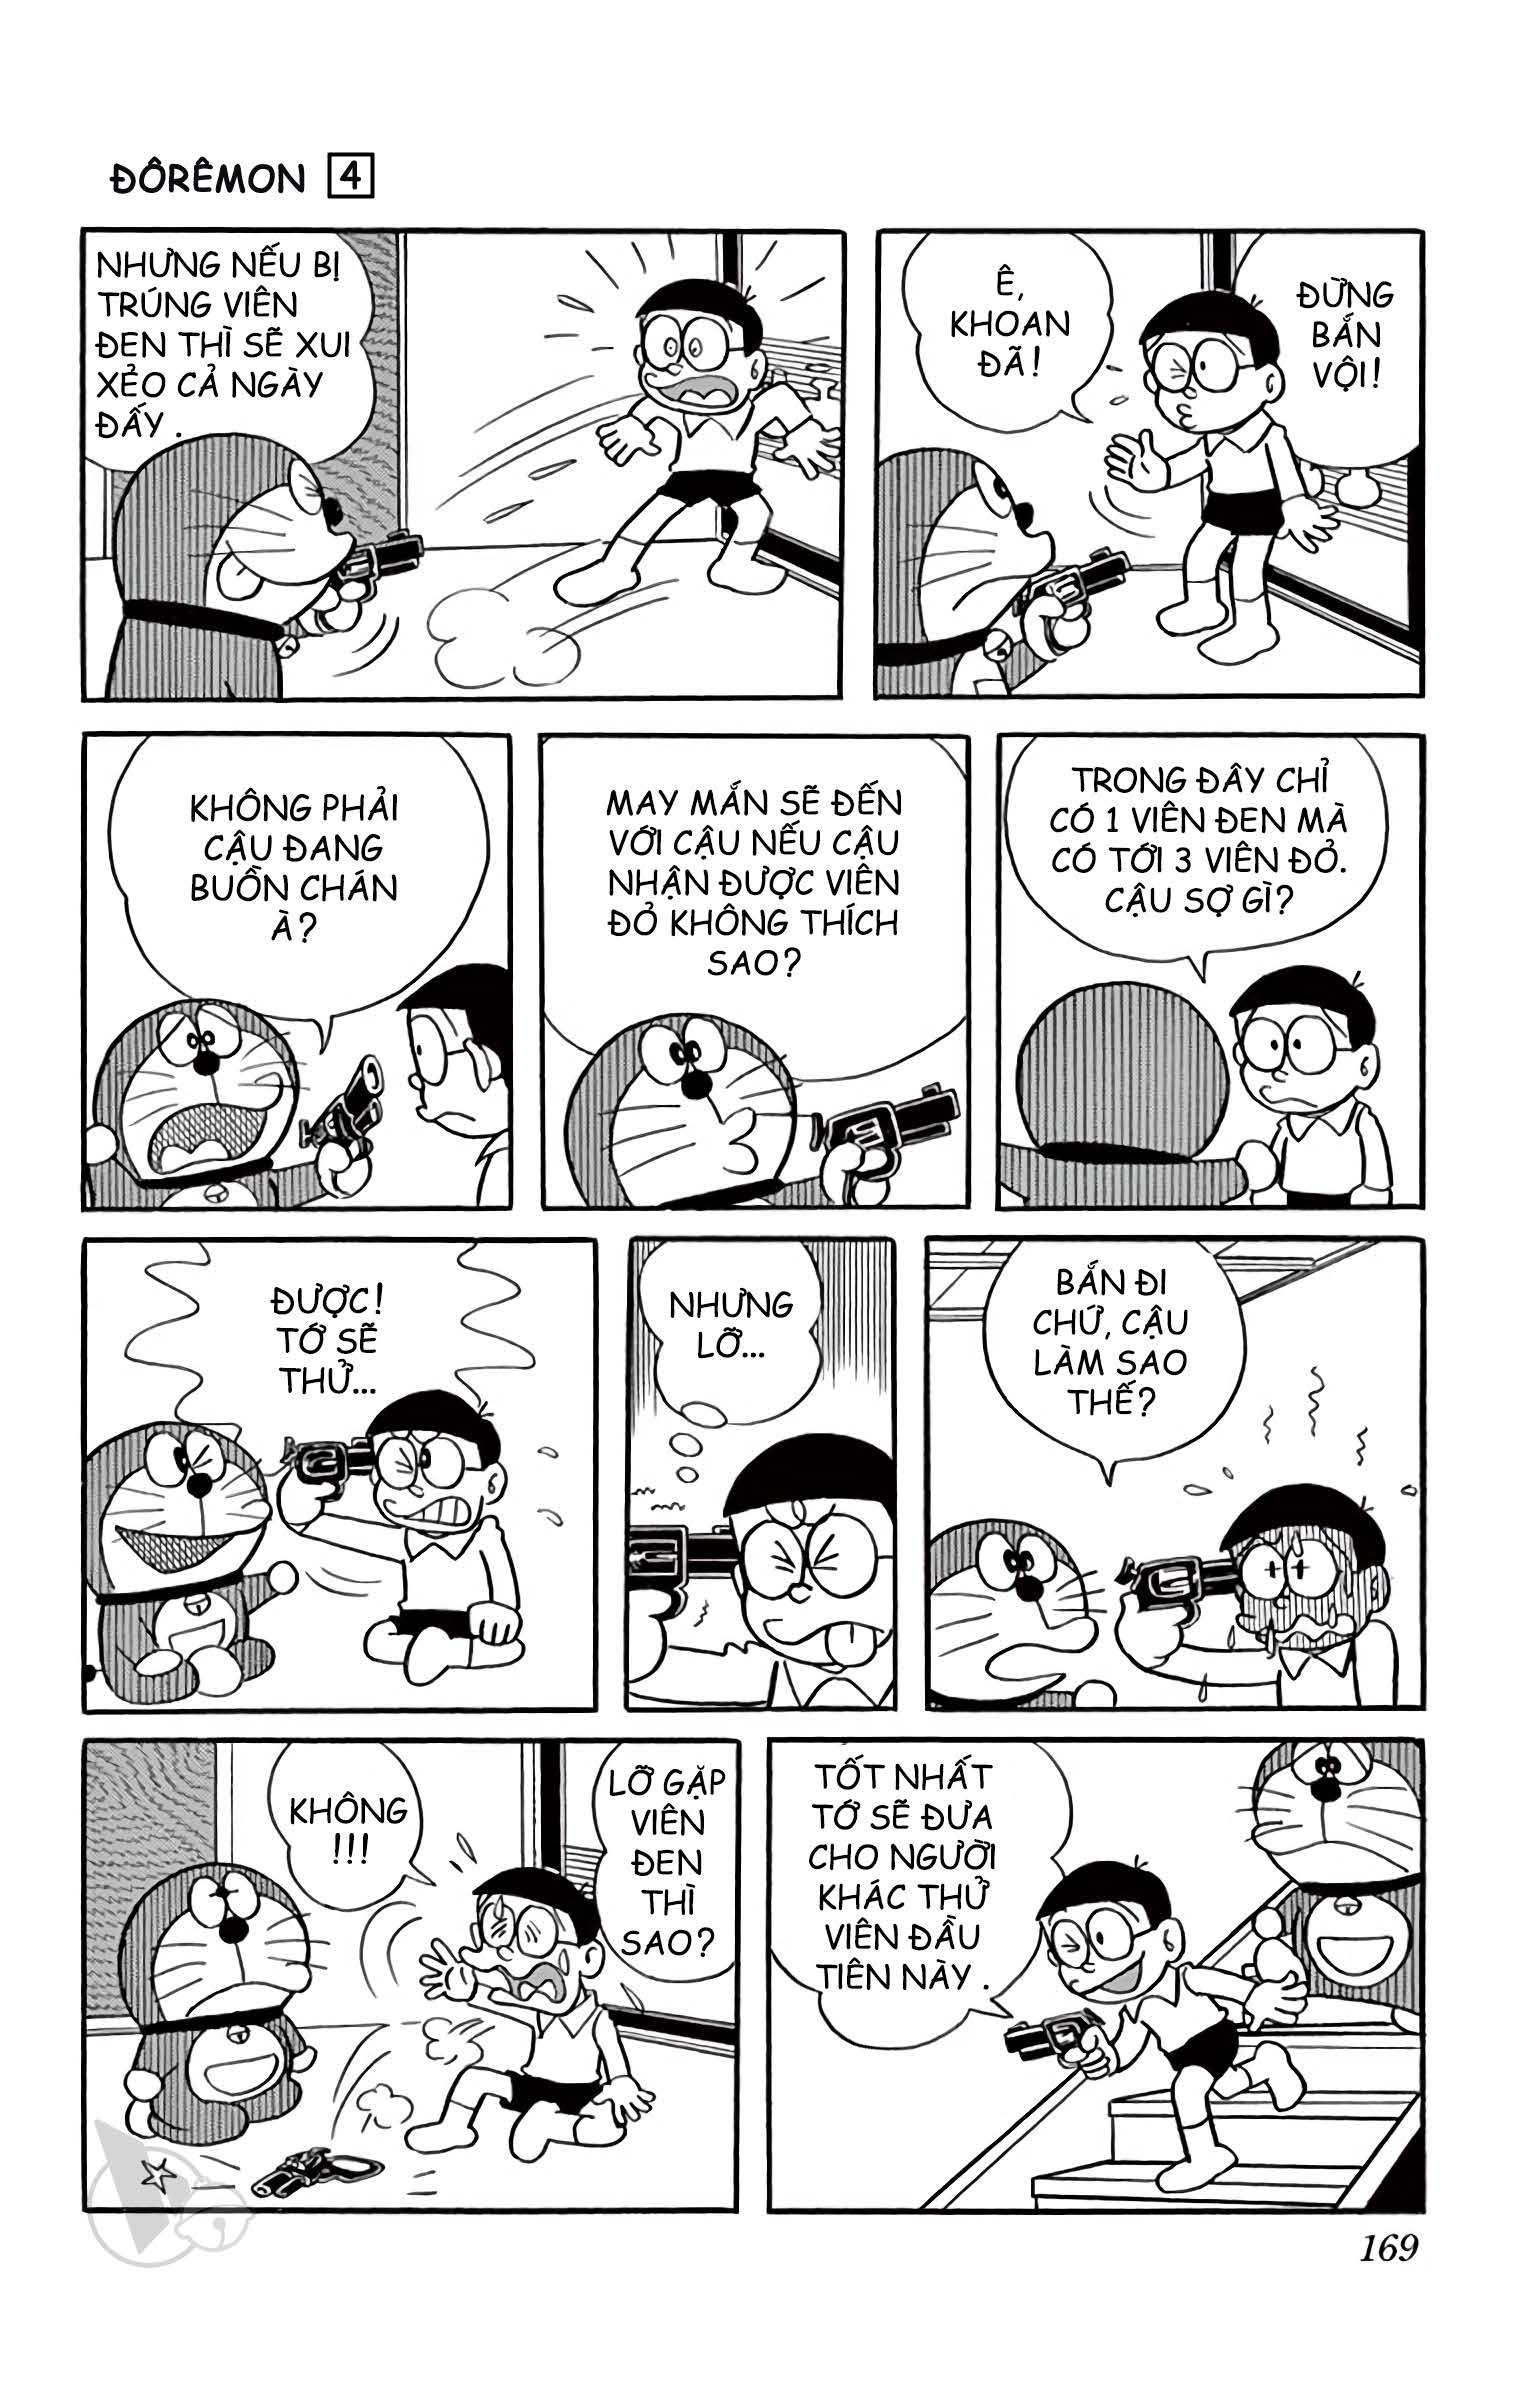 ĐÔRÊMON 4
NHƯNG NẾU BỊ
TRÚNG VIÊN
ĐEN THÌ SẼ XUI
XẺO CẢ NGÀY
ĐẤY .
Ê,
KHOAN
ĐÃ!
ĐỪNG
BẮN
VỘI!
KHÔNG PHẢI
CẬU ĐANG
BUỒN CHÁN
À?
MAY MẮN SẼ ĐẾN
VỚI CẬU NẾU CẬU
NHẬN ĐƯỢC VIÊN
ĐỎ KHÔNG THÍCH
SAO?
TRONG ĐÂY CHỈ
CÓ 1 VIÊN ĐEN MÀ
CÓ TỚI 3 VIÊN ĐỎ.
CẬU SỢ GÌ?
ĐƯỢC!
TỚ SẼ
THỬ...
NHƯNG
LỠ...
BẮN ĐI
CHỨ, CẬU
LÀM SAO
THẾ?
KHÔNG
!!!
LỠ GẶP
VIÊN
ĐEN
THÌ
SAO?
TỐT NHẤT
TỚ SẼ ĐƯA
CHO NGƯỜI
KHÁC THỬ
VIÊN ĐẦU
TIÊN NÀY .
169